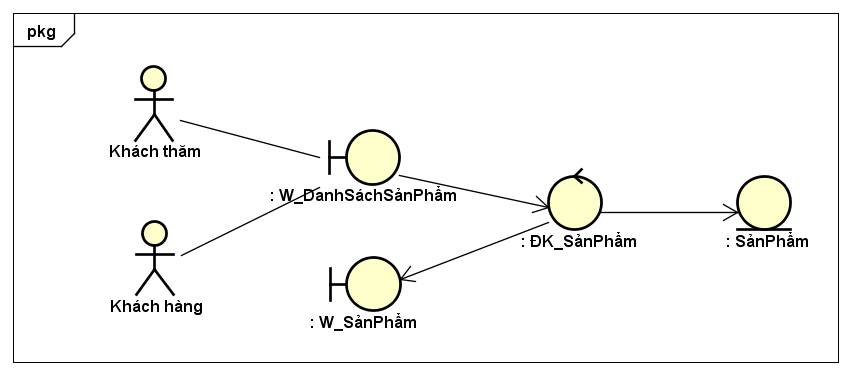 pkg
Khách thăm
: W_DanhSáchSảnPhẩm
: ĐK_SảnPhẩm
: SảnPhẩm
Khách hàng
: W_SảnPhẩm